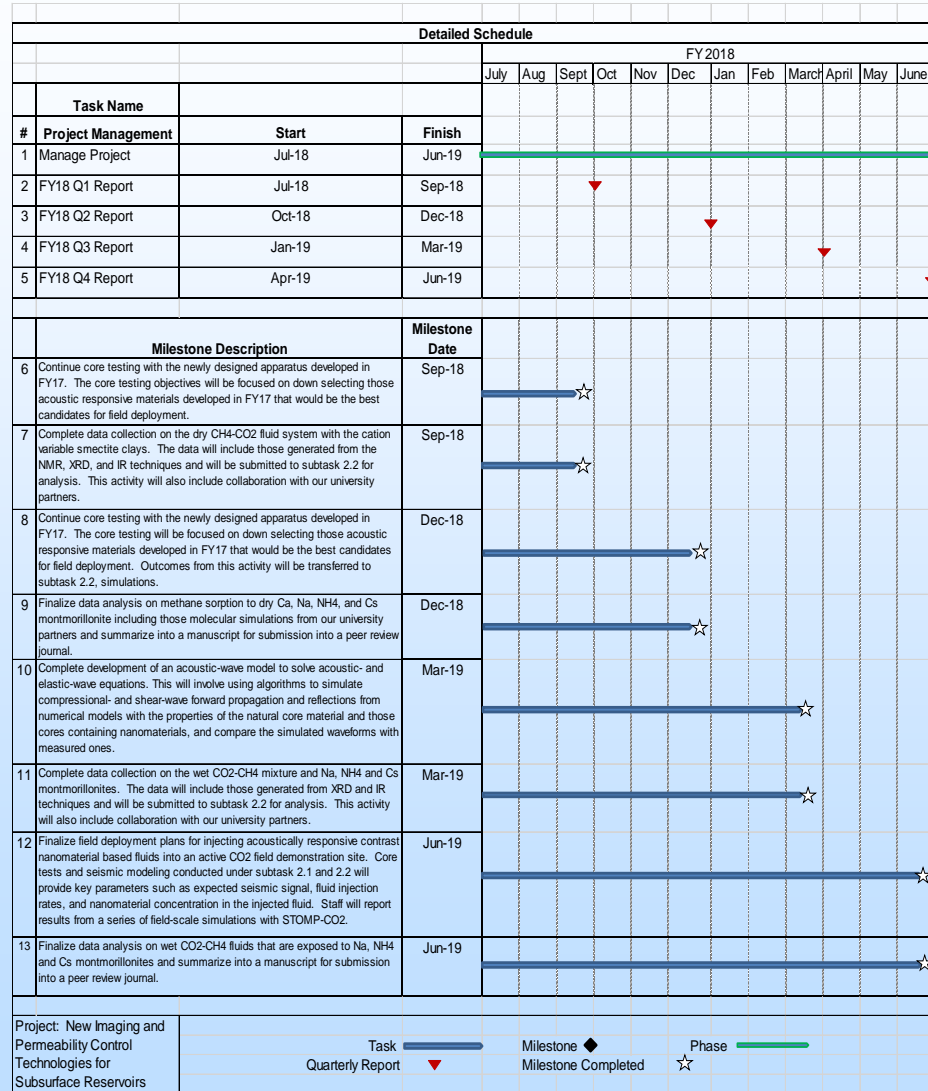 Detailed Schedule
FY 2018
July Aug Sept Oct Nov Dec Jan Feb March April May June
Task Name
# Project Management Start Finish
1 Manage Project Jul-18 Jun-19
2 FY18 Q1 Report Jul-18 Sep-18
3 FY18 Q2 Report Oct-18 Dec-18
4 FY18 Q3 Report Jan-19 Mar-19
5 FY18 Q4 Report Apr-19 Jun-19
Milestone
Milestone Description Date
6 Continue core testing with the newly designed apparatus developed in Sep-18
FY17. The core testing objectives will be focused on down selecting those
acoustic responsive materials developed in FY17 that would be the best
candidates for field deployment.
7 Complete data collection on the dry CH4-CO2 fluid system with the cation Sep-18
variable smectite clays. The data will include those generated from the
NMR, XRD, and IR techniques and will be submitted to subtask 2.2 for
analysis. This activity will also include collaboration with our university
partners.
8 Continue core testing with the newly designed apparatus developed in Dec-18
FY17. The core testing will be focused on down selecting those acoustic
responsive materials developed in FY17 that would be the best candidates
for field deployment. Outcomes from this activity will be transferred to
subtask 2.2, simulations.
9 Finalize data analysis on methane sorption to dry Ca, Na, NH4, and Cs Dec-18
montmorillonite including those molecular simulations from our university
partners and summarize into a manuscript for submission into a peer review
journal.
10 Complete development of an acoustic-wave model to solve acoustic- and Mar-19
elastic-wave equations. This will involve using algorithms to simulate
compressional- and shear-wave forward propagation and reflections from
numerical models with the properties of the natural core material and those
cores containing nanomaterials, and compare the simulated waveforms with
measured ones.
11 Complete data collection on the wet CO2-CH4 mixture and Na, NH4 and Cs Mar-19
montmorillonites. The data will include those generated from XRD and IR
techniques and will be submitted to subtask 2.2 for analysis. This activity
will also include collaboration with our university partners.
12 Finalize field deployment plans for injecting acoustically responsive contrast Jun-19
nanomaterial based fluids into an active CO2 field demonstration site. Core
tests and seismic modeling conducted under subtask 2.1 and 2.2 will
provide key parameters such as expected seismic signal, fluid injection
rates, and nanomaterial concentration in the injected fluid. Staff will report
results from a series of field-scale simulations with STOMP-CO2.
13 Finalize data analysis on wet CO2-CH4 fluids that are exposed to Na, NH4 Jun-19
and Cs montmorillonites and summarize into a manuscript for submission
into a peer review journal.
Project: New Imaging and
Permeability Control
Technologies for
Subsurface Reservoirs
Task Milestone Phase
Quarterly Report Milestone Completed